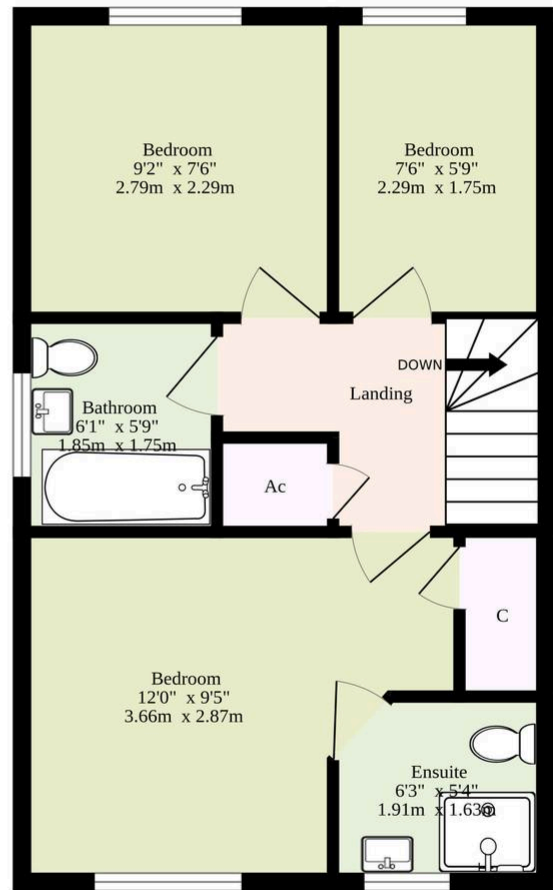 Bedroom
9'2" x 7'6"
2.79m x 2.29m
Bedroom
7'6" x 5'9"
2.29m x 1.75m
DOWN
Landing
Bathroom
6'1" x 5'9"
1.85m x 1.75m
Ac
C
Bedroom
12'0" x 9'5"
3.66m x 2.87m
Ensuite
6'3" x 5'4"
1.91m x 1.63m